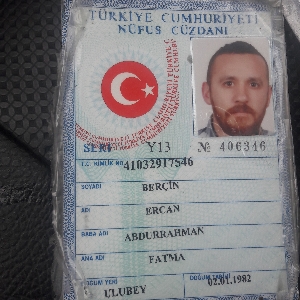 TÜRKİYE CUMHURİYETİ
NÜFUS CÜZDANI
SERİ Y13 № 406346
T.C. KİMLİK NO 41032917546
SOYADI BERÇİN
ADI ERCAN
BABA ADI ABDURRAHMAN
ANA ADI FATMA
DOĞUM YERİ DOĞUM TARİHİ
ULUBEY 02.01.1982